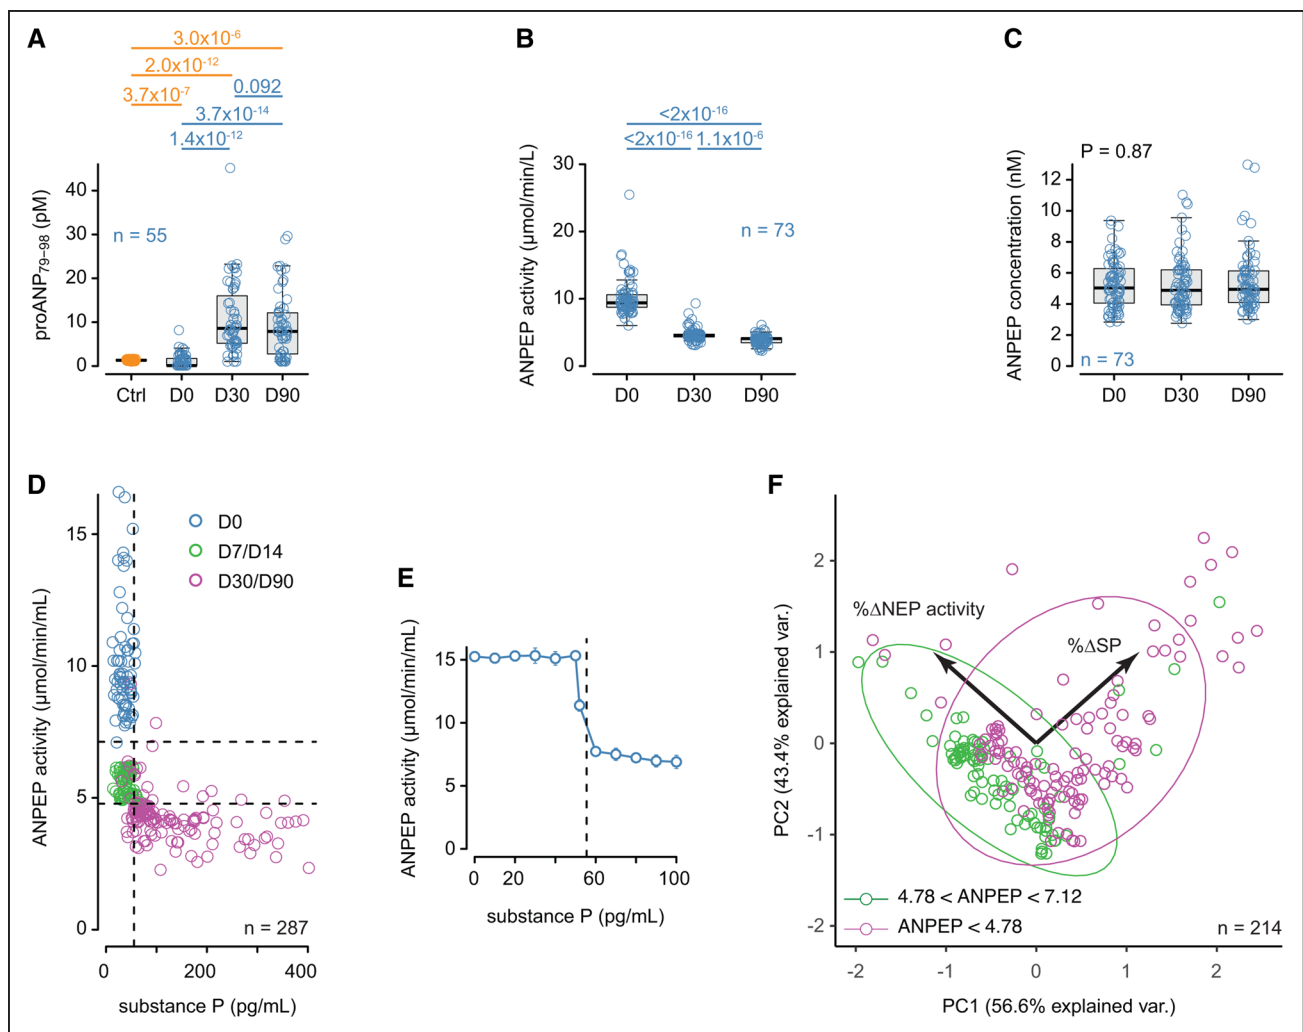 A
3.0x10-6
2.0x10-12
0.092
3.7x10-7
3.7x10-14
1.4x10-12
proANP79–98 (pM)
40
30
20
10
0
n = 55
Ctrl D0 D30 D90
B
<2x10-16
<2x10-16 1.1x10-6
ANPEP activity (μmol/min/L)
30
20
10
0
n = 73
D0 D30 D90
C
P = 0.87
ANPEP concentration (nM)
12
10
8
6
4
2
0
n = 73
D0 D30 D90
D
ANPEP activity (μmol/min/mL)
15
10
5
0
D0
D7/D14
D30/D90
n = 287
0 200 400
substance P (pg/mL)
E
ANPEP activity (μmol/min/mL)
15
10
5
0
0 20 60 100
substance P (pg/mL)
F
PC2 (43.4% explained var.)
2
1
0
-1
-2
%ΔNEP activity
%ΔSP
4.78 < ANPEP < 7.12
ANPEP < 4.78
n = 214
-2 -1 0 1 2
PC1 (56.6% explained var.)